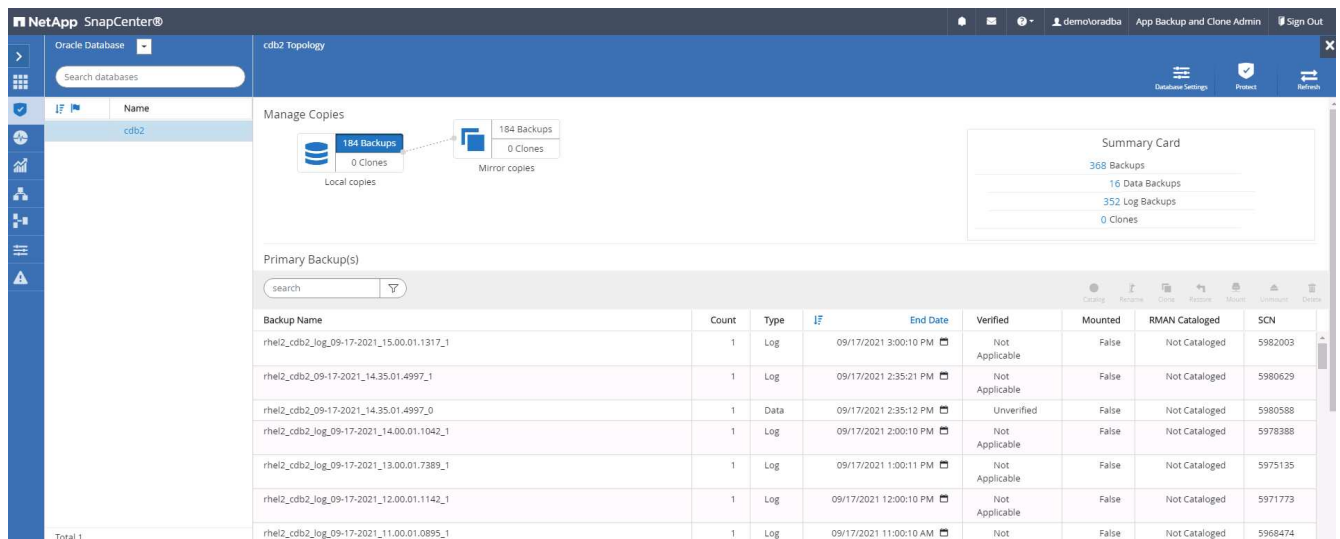 NetApp SnapCenter®
demo\oradba App Backup and Clone Admin Sign Out
Oracle Database
cdb2 Topology
Search databases
Database Settings Protect Refresh
Name
cdb2
Manage Copies
184 Backups
0 Clones
Local copies
184 Backups
0 Clones
Mirror copies
Summary Card
368 Backups
16 Data Backups
352 Log Backups
0 Clones
Primary Backup(s)
search
Catalog Rename Clone Restore Mount Unmount Delete
Backup Name Count Type End Date Verified Mounted RMAN Cataloged SCN
rhel2_cdb2_log_09-17-2021_15.00.01.1317_1 1 Log 09/17/2021 3:00:10 PM Not Applicable False Not Cataloged 5982003
rhel2_cdb2_09-17-2021_14.35.01.4997_1 1 Log 09/17/2021 2:35:21 PM Not Applicable False Not Cataloged 5980629
rhel2_cdb2_09-17-2021_14.35.01.4997_0 1 Data 09/17/2021 2:35:12 PM Unverified False Not Cataloged 5980588
rhel2_cdb2_log_09-17-2021_14.00.01.1042_1 1 Log 09/17/2021 2:00:10 PM Not Applicable False Not Cataloged 5978388
rhel2_cdb2_log_09-17-2021_13.00.01.7389_1 1 Log 09/17/2021 1:00:11 PM Not Applicable False Not Cataloged 5975135
rhel2_cdb2_log_09-17-2021_12.00.01.1142_1 1 Log 09/17/2021 12:00:10 PM Not Applicable False Not Cataloged 5971773
rhel2_cdb2_log_09-17-2021_11.00.01.0895_1 1 Log 09/17/2021 11:00:10 AM Not False Not Cataloged 5968474
Total 1